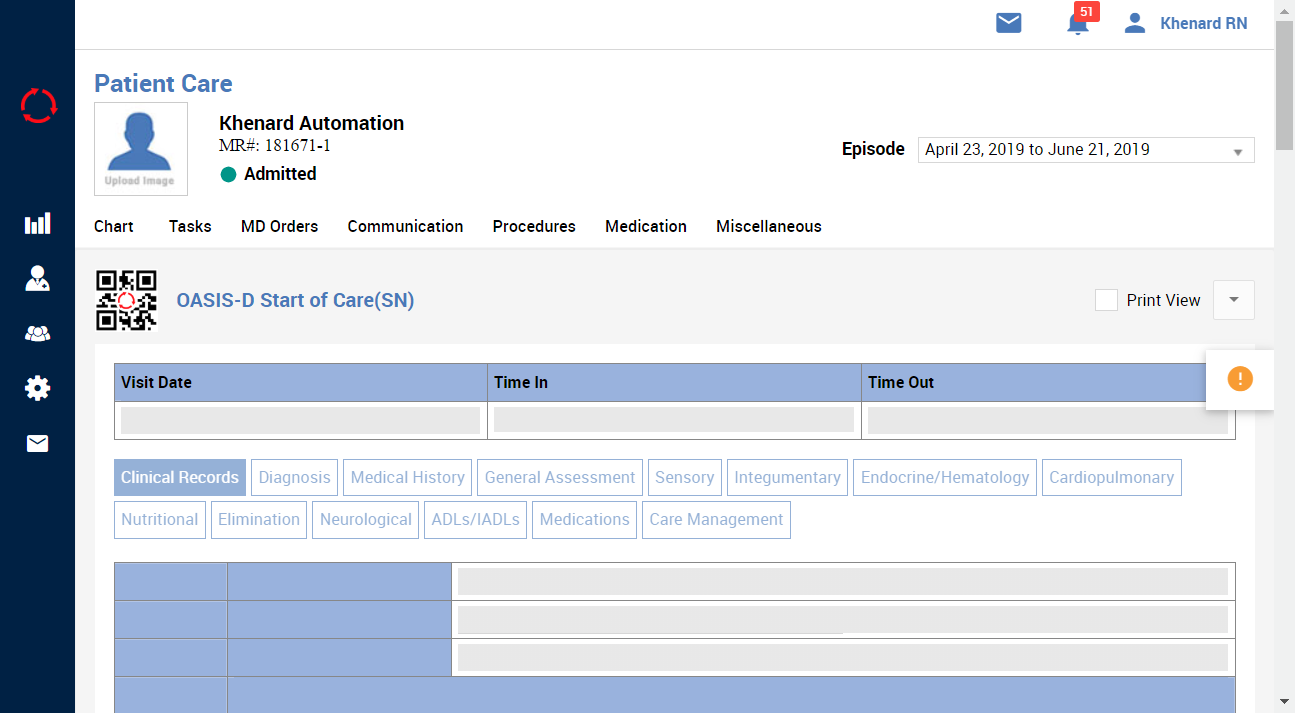 51
Khenard RN
Patient Care
Upload Image
Khenard Automation
MR#: 181671-1
Admitted
Episode April 23, 2019 to June 21, 2019
Chart Tasks MD Orders Communication Procedures Medication Miscellaneous
OASIS-D Start of Care(SN)
Print View
Visit Date Time In Time Out
!
Clinical Records Diagnosis Medical History General Assessment Sensory Integumentary Endocrine/Hematology Cardiopulmonary
Nutritional Elimination Neurological ADLs/IADLs Medications Care Management